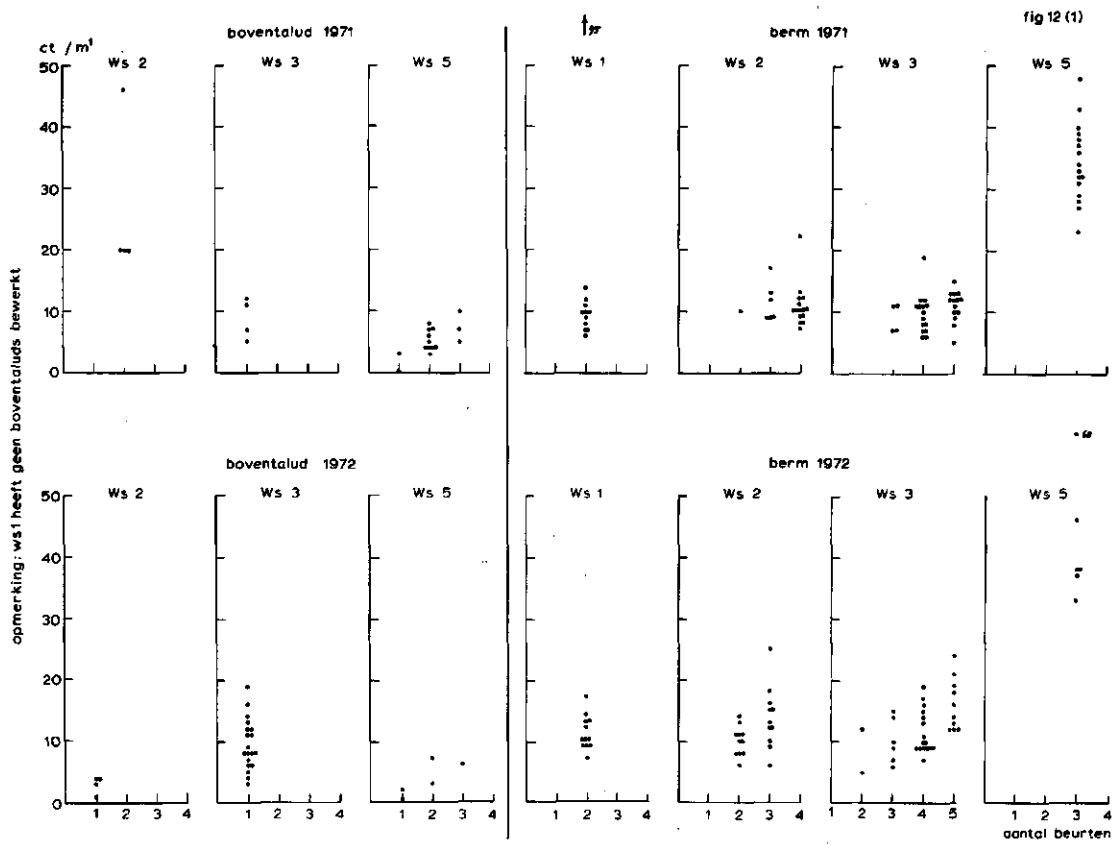 fig 12 (1)
boventalud 1971
berm 1971
ct / m¹
Ws 2
Ws 3
Ws 5
Ws 1
Ws 2
Ws 3
Ws 5
50
40
30
20
10
0
opmerking: ws1 heeft geen boventaluds bewerkt
boventalud 1972
berm 1972
Ws 2
Ws 3
Ws 5
Ws 1
Ws 2
Ws 3
Ws 5
50
40
30
20
10
0
1 2 3 4
1 2 3 4
1 2 3 4
1 2 3 4
1 2 3 4
1 2 3 4 5
1 2 3 4
aantal beurten